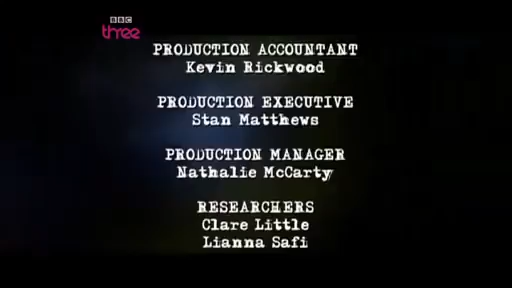 BBC
three
PRODUCTION ACCOUNTANT
Kevin Rickwood
PRODUCTION EXECUTIVE
Stan Matthews
PRODUCTION MANAGER
Nathalie McCarty
RESEARCHERS
Clare Little
Lianna Safi